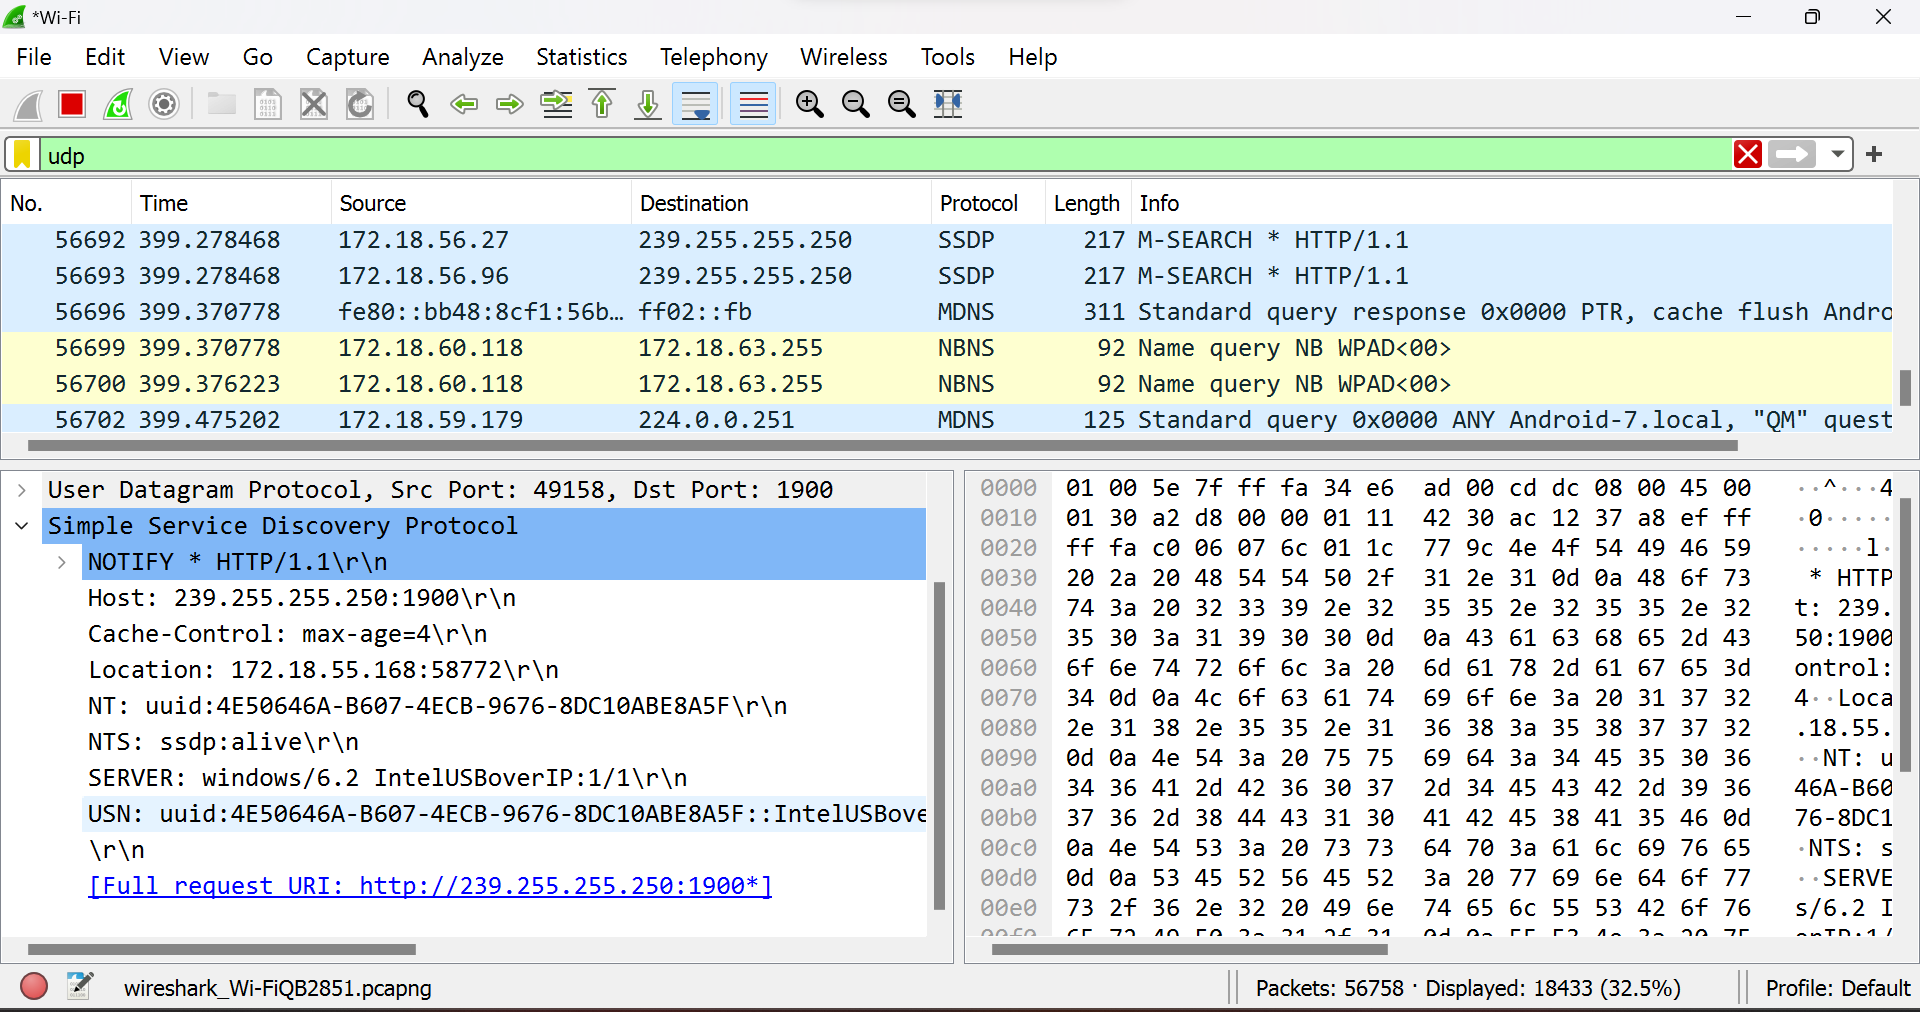 *Wi-Fi
File Edit View Go Capture Analyze Statistics Telephony Wireless Tools Help
udp
No. Time Source Destination Protocol Length Info
56692 399.278468 172.18.56.27 239.255.255.250 SSDP 217 M-SEARCH * HTTP/1.1
56693 399.278468 172.18.56.96 239.255.255.250 SSDP 217 M-SEARCH * HTTP/1.1
56696 399.370778 fe80::bb48:8cf1:56b… ff02::fb MDNS 311 Standard query response 0x0000 PTR, cache flush Andro
56699 399.370778 172.18.60.118 172.18.63.255 NBNS 92 Name query NB WPAD<00>
56700 399.376223 172.18.60.118 172.18.63.255 NBNS 92 Name query NB WPAD<00>
56702 399.475202 172.18.59.179 224.0.0.251 MDNS 125 Standard query 0x0000 ANY Android-7.local, "QM" quest
User Datagram Protocol, Src Port: 49158, Dst Port: 1900
Simple Service Discovery Protocol
NOTIFY * HTTP/1.1\r\n
Host: 239.255.255.250:1900\r\n
Cache-Control: max-age=4\r\n
Location: 172.18.55.168:58772\r\n
NT: uuid:4E50646A-B607-4ECB-9676-8DC10ABE8A5F\r\n
NTS: ssdp:alive\r\n
SERVER: windows/6.2 IntelUSBoverIP:1/1\r\n
USN: uuid:4E50646A-B607-4ECB-9676-8DC10ABE8A5F::IntelUSBove
\r\n
[Full request URI: http://239.255.255.250:1900*]
0000 01 00 5e 7f ff fa 34 e6 ad 00 cd dc 08 00 45 00 ··^···4
0010 01 30 a2 d8 00 00 01 11 42 30 ac 12 37 a8 ef ff ·0·····
0020 ff fa c0 06 07 6c 01 1c 77 9c 4e 4f 54 49 46 59 ·····l·
0030 20 2a 20 48 54 54 50 2f 31 2e 31 0d 0a 48 6f 73 * HTTP
0040 74 3a 20 32 33 39 2e 32 35 35 2e 32 35 35 2e 32 t: 239.
0050 35 30 3a 31 39 30 30 0d 0a 43 61 63 68 65 2d 43 50:1900
0060 6f 6e 74 72 6f 6c 3a 20 6d 61 78 2d 61 67 65 3d ontrol:
0070 34 0d 0a 4c 6f 63 61 74 69 6f 6e 3a 20 31 37 32 4··Loca
0080 2e 31 38 2e 35 35 2e 31 36 38 3a 35 38 37 37 32 .18.55.
0090 0d 0a 4e 54 3a 20 75 75 69 64 3a 34 45 35 30 36 ··NT: u
00a0 34 36 41 2d 42 36 30 37 2d 34 45 43 42 2d 39 36 46A-B60
00b0 37 36 2d 38 44 43 31 30 41 42 45 38 41 35 46 0d 76-8DC1
00c0 0a 4e 54 53 3a 20 73 73 64 70 3a 61 6c 69 76 65 ·NTS: s
00d0 0d 0a 53 45 52 56 45 52 3a 20 77 69 6e 64 6f 77 ··SERVE
00e0 73 2f 36 2e 32 20 49 6e 74 65 6c 55 53 42 6f 76 s/6.2 I
wireshark_Wi-FiQB2851.pcapng
Packets: 56758 · Displayed: 18433 (32.5%)
Profile: Default